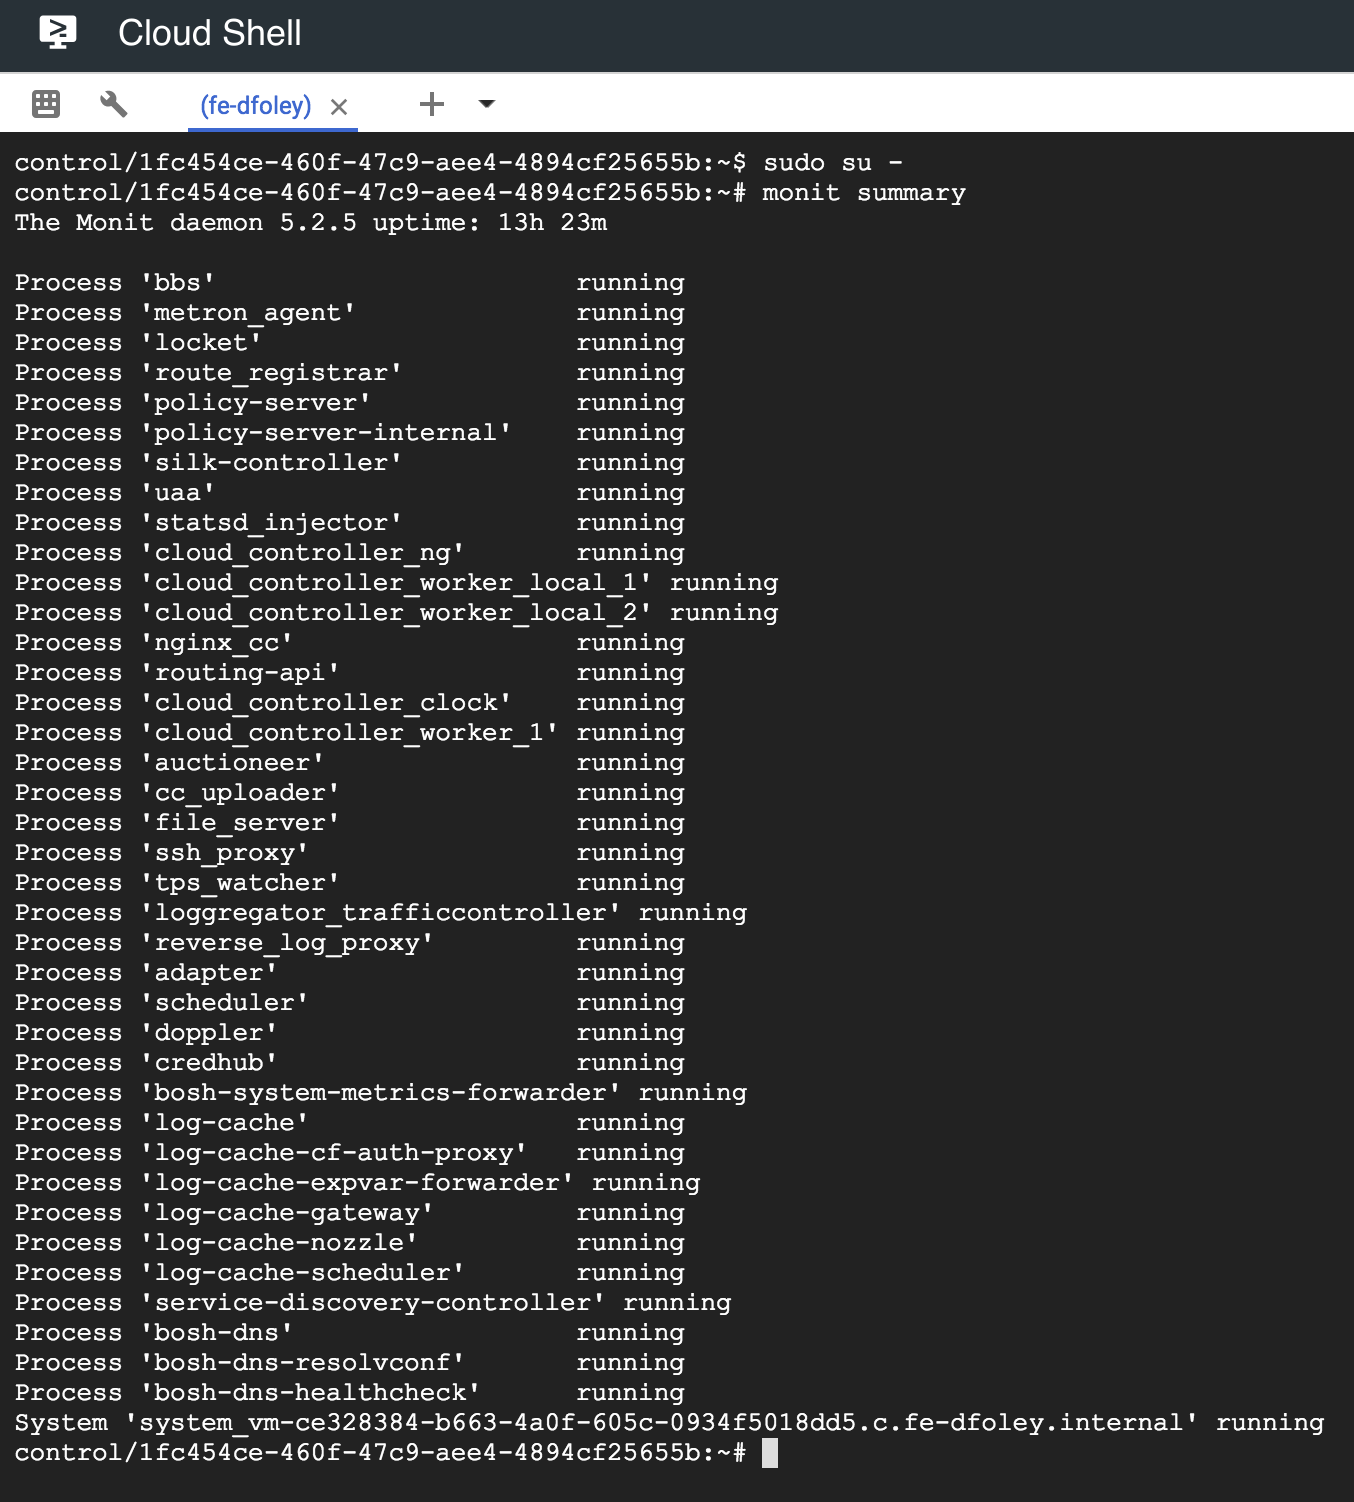 Cloud Shell
(fe-dfoley)
control/1fc454ce-460f-47c9-aee4-4894cf25655b:~$ sudo su -
control/1fc454ce-460f-47c9-aee4-4894cf25655b:~# monit summary
The Monit daemon 5.2.5 uptime: 13h 23m
Process 'bbs' running
Process 'metron_agent' running
Process 'locket' running
Process 'route_registrar' running
Process 'policy-server' running
Process 'policy-server-internal' running
Process 'silk-controller' running
Process 'uaa' running
Process 'statsd_injector' running
Process 'cloud_controller_ng' running
Process 'cloud_controller_worker_local_1' running
Process 'cloud_controller_worker_local_2' running
Process 'nginx_cc' running
Process 'routing-api' running
Process 'cloud_controller_clock' running
Process 'cloud_controller_worker_1' running
Process 'auctioneer' running
Process 'cc_uploader' running
Process 'file_server' running
Process 'ssh_proxy' running
Process 'tps_watcher' running
Process 'loggregator_trafficcontroller' running
Process 'reverse_log_proxy' running
Process 'adapter' running
Process 'scheduler' running
Process 'doppler' running
Process 'credhub' running
Process 'bosh-system-metrics-forwarder' running
Process 'log-cache' running
Process 'log-cache-cf-auth-proxy' running
Process 'log-cache-expvar-forwarder' running
Process 'log-cache-gateway' running
Process 'log-cache-nozzle' running
Process 'log-cache-scheduler' running
Process 'service-discovery-controller' running
Process 'bosh-dns' running
Process 'bosh-dns-resolvconf' running
Process 'bosh-dns-healthcheck' running
System 'system_vm-ce328384-b663-4a0f-605c-0934f5018dd5.c.fe-dfoley.internal' running
control/1fc454ce-460f-47c9-aee4-4894cf25655b:~#